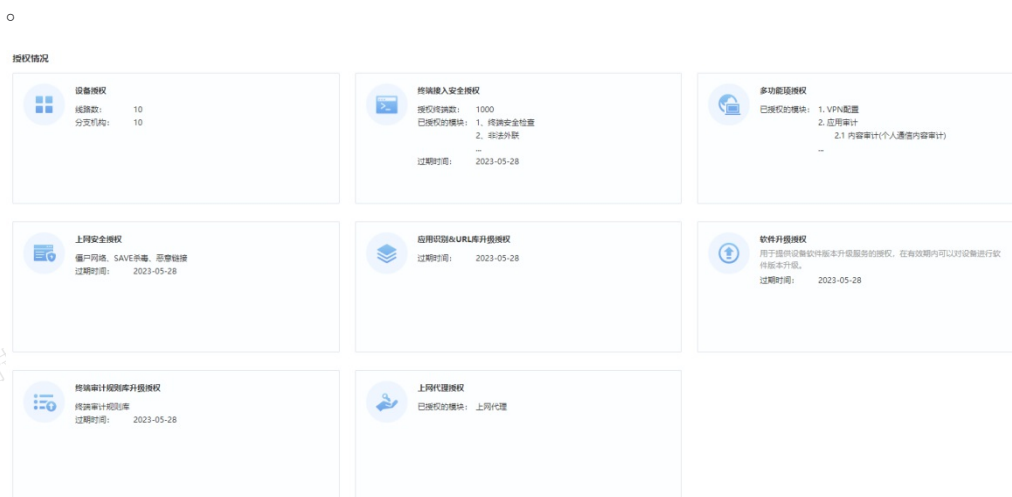 。
授权情况
设备授权
线路数： 10
分支机构： 10
终端接入安全授权
授权终端数： 1000
已授权的模块： 1、终端安全检查
2、非法外联
...
过期时间： 2023-05-28
多功能项授权
已授权的模块： 1. VPN配置
2. 应用审计
2.1 内容审计(个人通信内容审计)
...
上网安全授权
僵尸网络、SAVE杀毒、恶意链接
过期时间： 2023-05-28
应用识别&URL库升级授权
过期时间： 2023-05-28
软件升级授权
用于提供设备软件版本升级服务的授权，在有效期内可以对设备进行软
件版本升级。
过期时间： 2023-05-28
终端审计规则库升级授权
终端审计规则库
过期时间： 2023-05-28
上网代理授权
已授权的模块： 上网代理